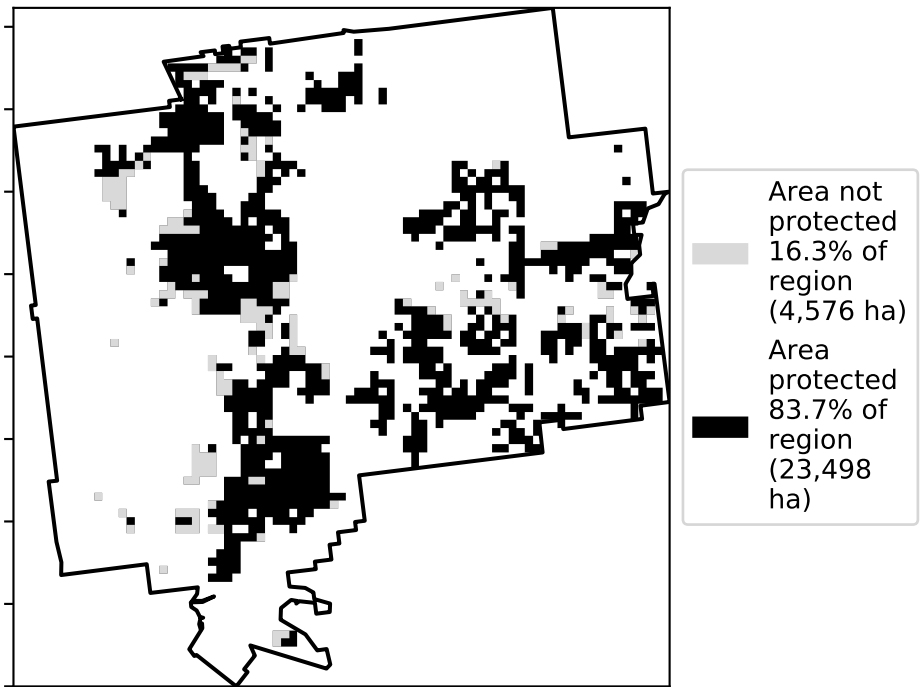 Area not
protected
16.3% of
region
(4,576 ha)
Area
protected
83.7% of
region
(23,498
ha)